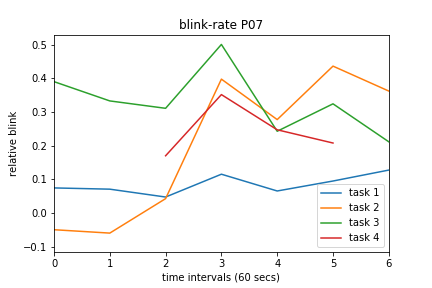 blink-rate P07
relative blink
0.5
0.4
0.3
0.2
0.1
0.0
−0.1
0 1 2 3 4 5 6
time intervals (60 secs)
task 1
task 2
task 3
task 4